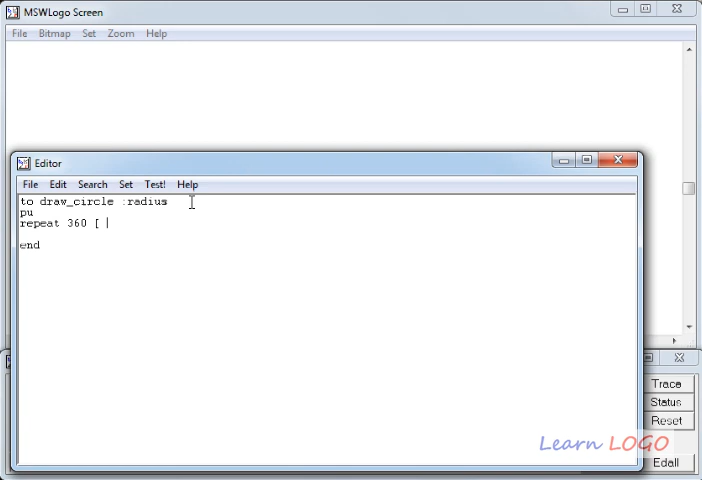 MSWLogo Screen
File Bitmap Set Zoom Help
Editor
File Edit Search Set Test! Help
to draw_circle :radius
pu
repeat 360 [
end
Trace
Status
Reset
Edall
Learn LOGO